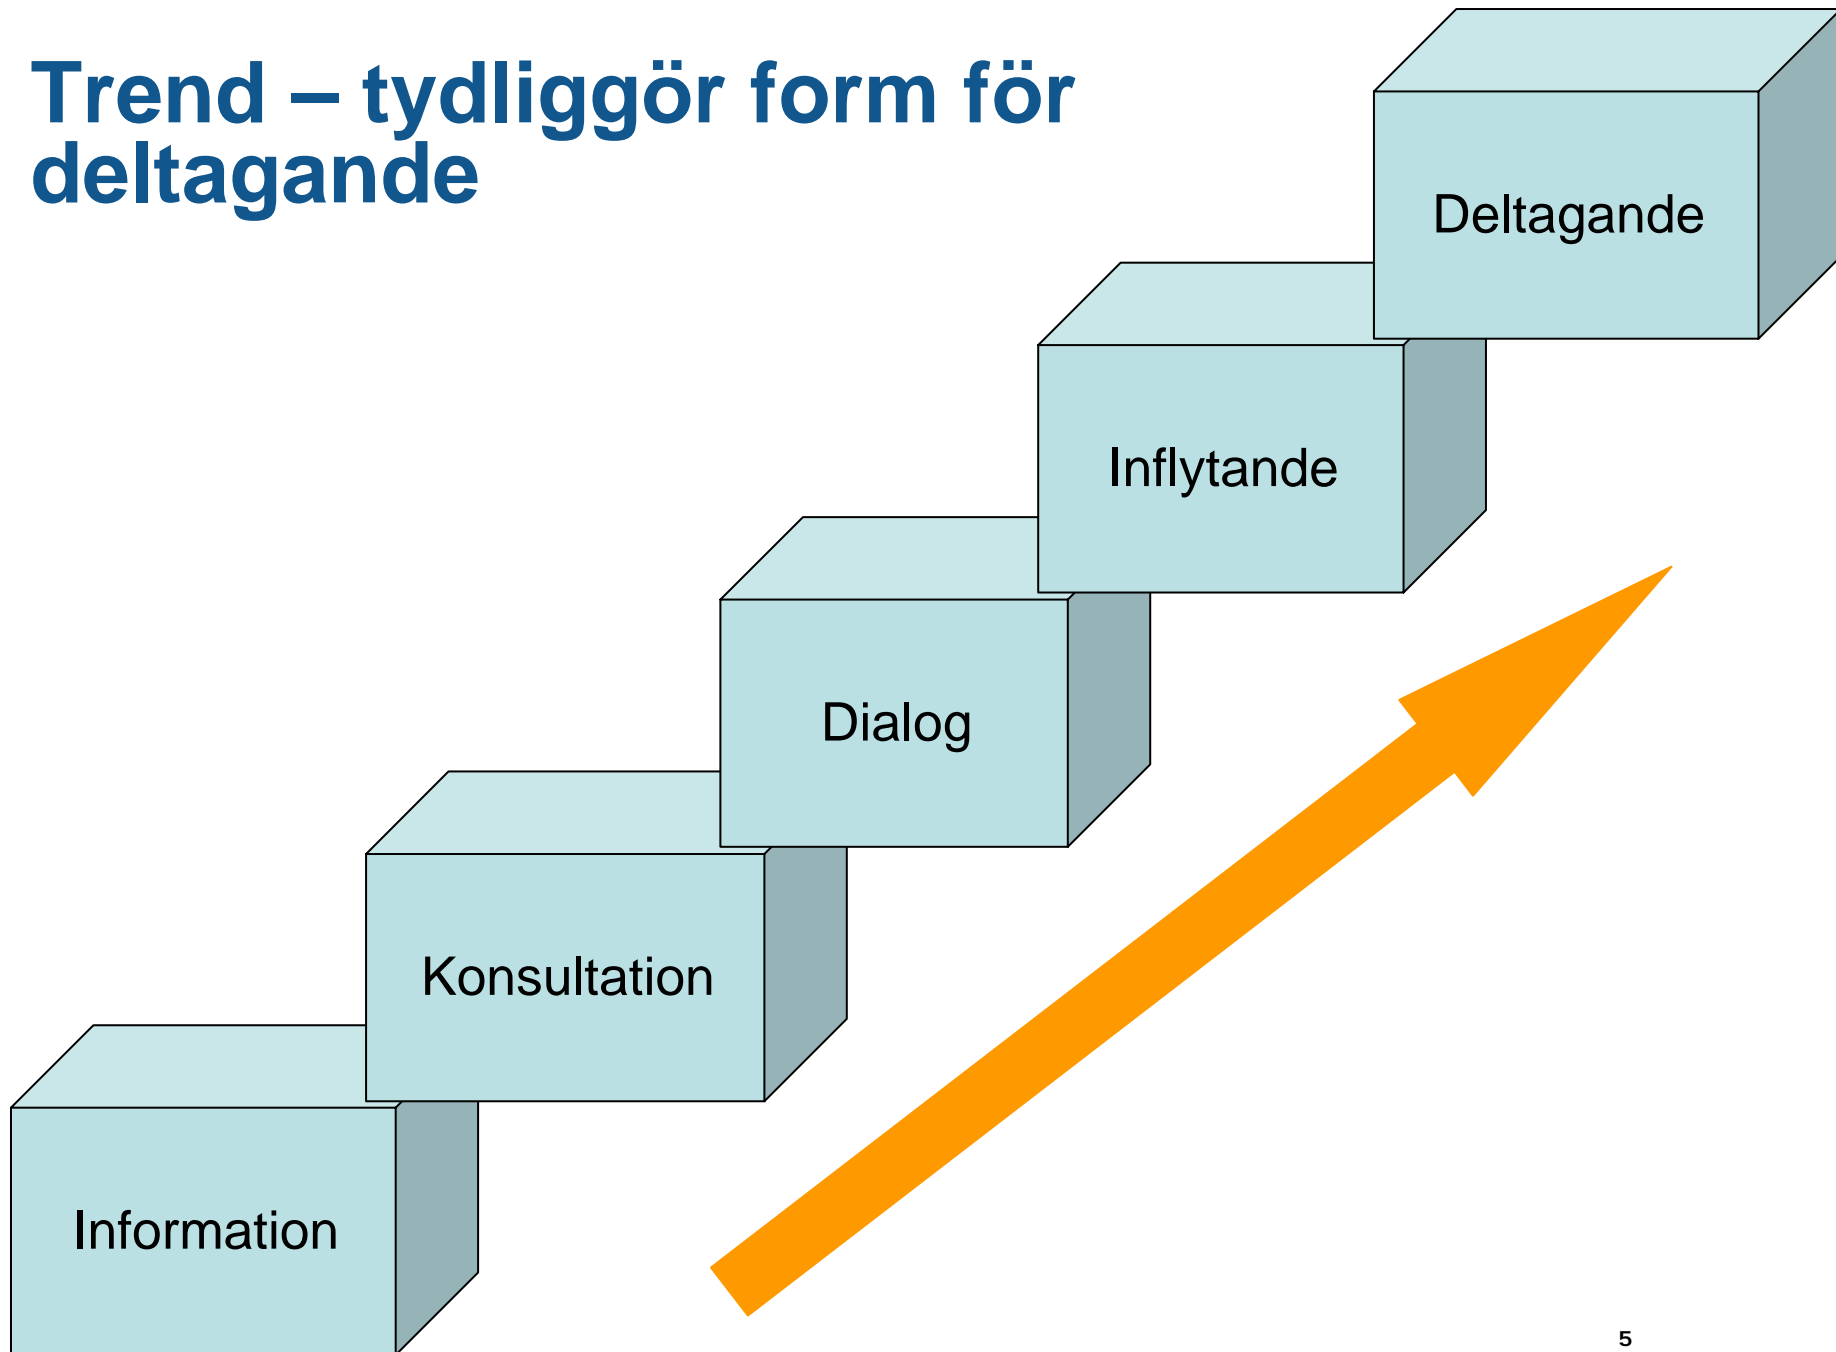 Trend – tydliggör form för
deltagande
Deltagande
Inflytande
Dialog
Konsultation
Information
5